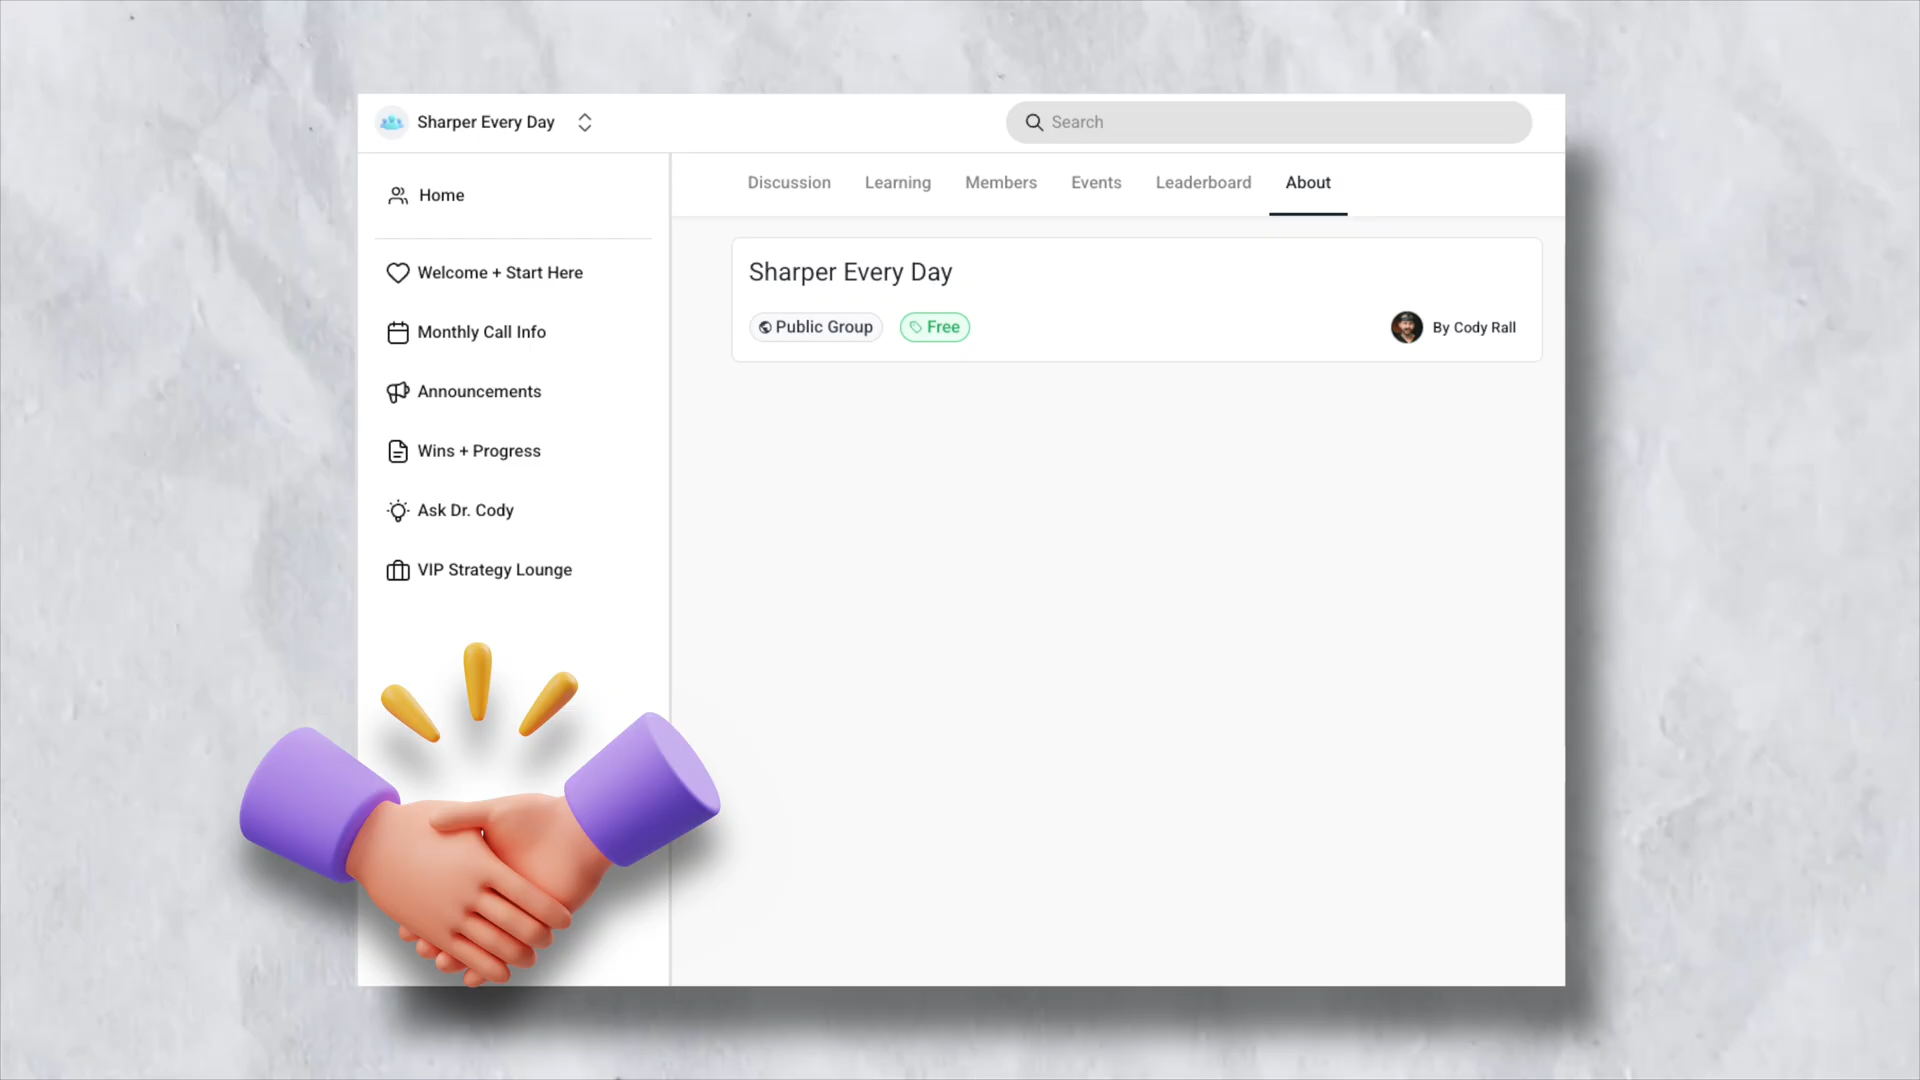 Sharper Every Day
Search
Home
Welcome + Start Here
Monthly Call Info
Announcements
Wins + Progress
Ask Dr. Cody
VIP Strategy Lounge
Discussion Learning Members Events Leaderboard About
Sharper Every Day
Public Group Free By Cody Rall